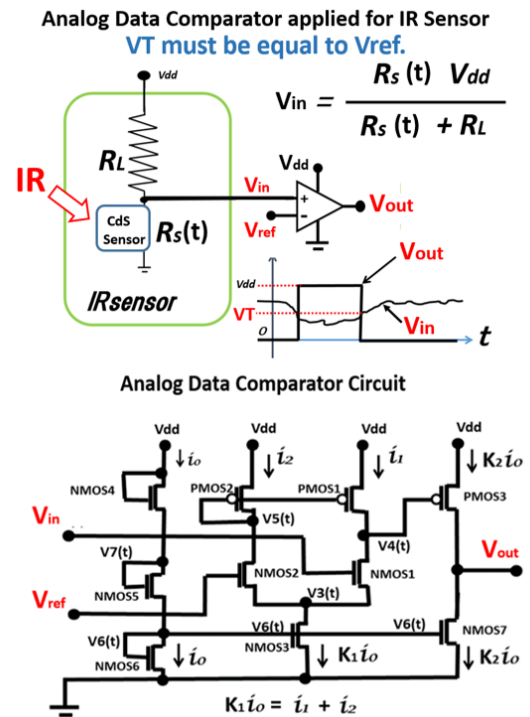 Analog Data Comparator applied for IR Sensor
VT must be equal to Vref.
Vdd
Vin = Rs (t) Vdd / Rs (t) + RL
RL
IR
CdS
Sensor
Rs(t)
IRsensor
Vin
Vdd
+
-
Vref
Vout
Vout
Vdd
VT
0
Vin
t
Analog Data Comparator Circuit
Vdd
Vdd
Vdd
Vdd
io
i2
i1
K2io
NMOS4
PMOS2
PMOS1
PMOS3
Vin
V5(t)
V4(t)
V7(t)
Vout
NMOS5
NMOS2
NMOS1
Vref
V3(t)
V6(t)
V6(t)
V6(t)
NMOS7
NMOS3
NMOS6
io
K1io
K2io
K1io = i1 + i2